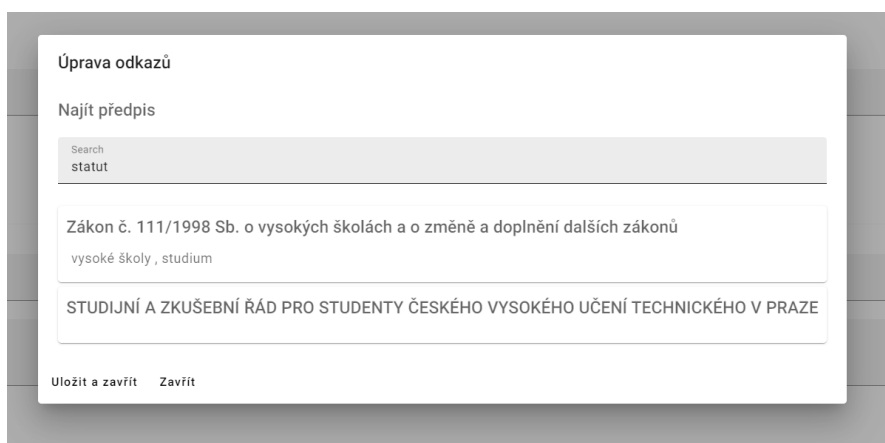 Úprava odkazů
Najít předpis
Search
statut
Zákon č. 111/1998 Sb. o vysokých školách a o změně a doplnění dalších zákonů
vysoké školy , studium
STUDIJNÍ A ZKUŠEBNÍ ŘÁD PRO STUDENTY ČESKÉHO VYSOKÉHO UČENÍ TECHNICKÉHO V PRAZE
Uložit a zavřít Zavřít